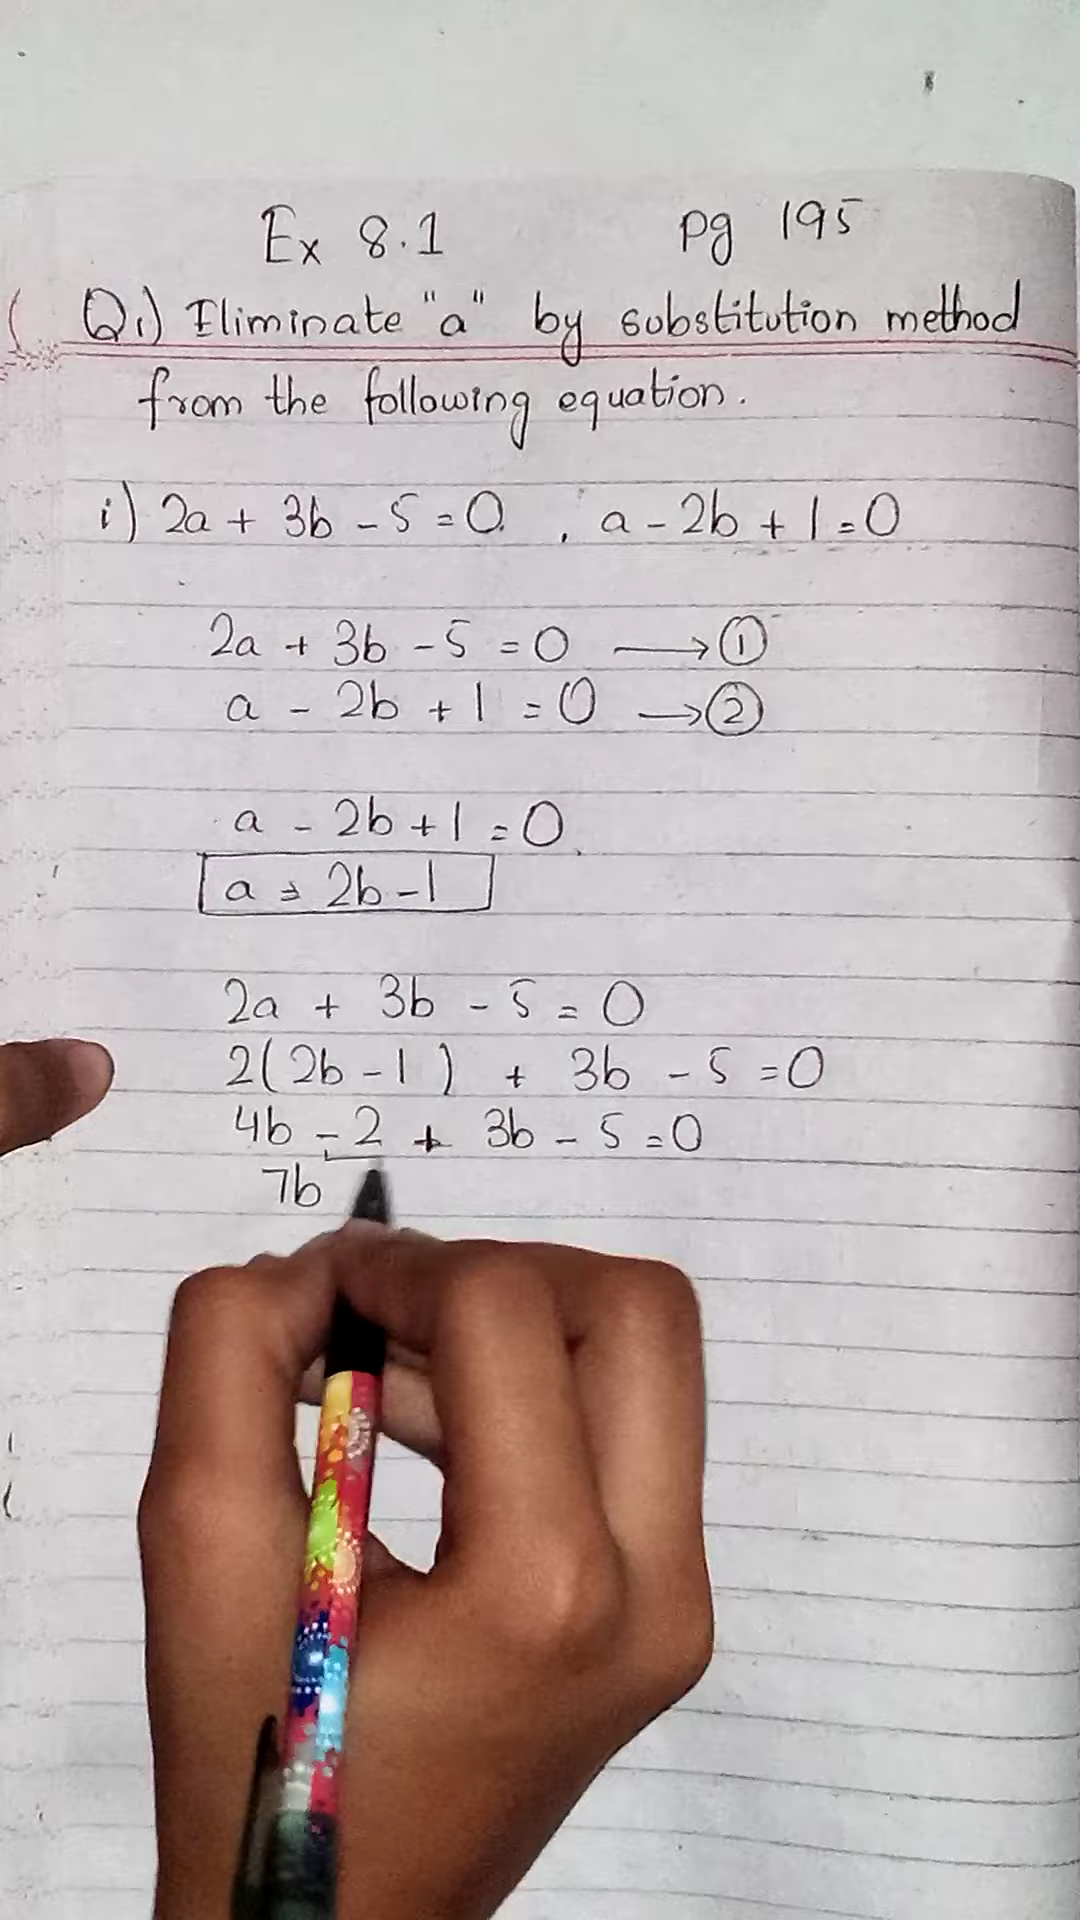 Ex 8.1 pg 195
Q1) Eliminate "a" by substitution method
from the following equation.
i) 2a + 3b - 5 = 0 , a - 2b + 1 = 0
2a + 3b - 5 = 0 → ①
a - 2b + 1 = 0 → ②
a - 2b + 1 = 0
a = 2b - 1
2a + 3b - 5 = 0
2(2b - 1) + 3b - 5 = 0
4b - 2 + 3b - 5 = 0
7b